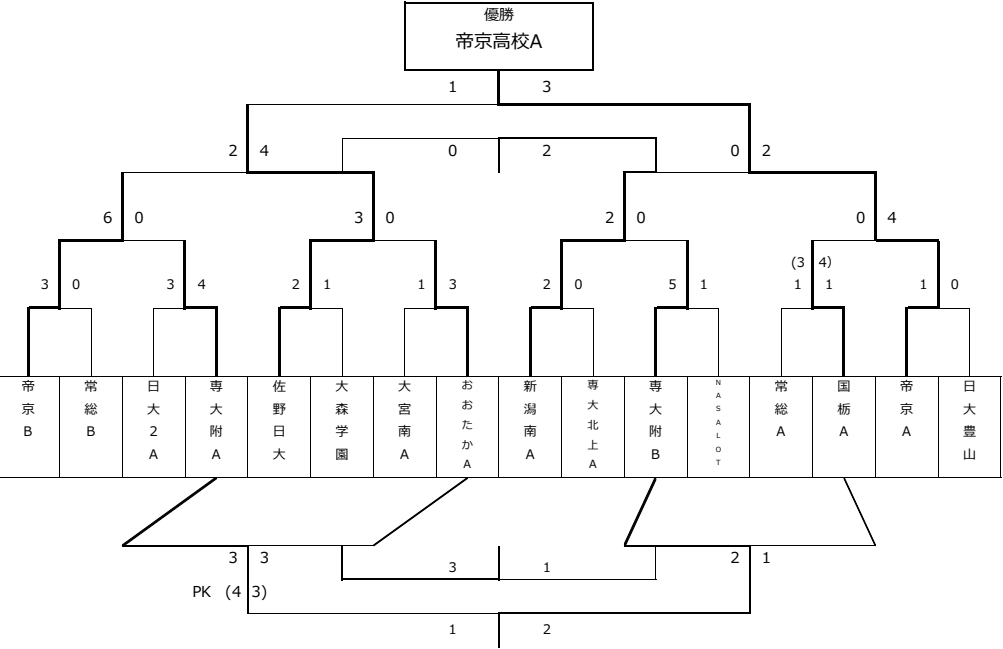 優勝
帝京高校A
1 3
2 4 0 2 0 2
6 0 3 0 2 0 0 4
(3 4)
3 0 3 4 2 1 1 3 2 0 5 1 1 1 1 0
帝京B
常総B
日大2A
専大附A
佐野日大
大森学園
大宮南A
おおたかA
新潟南A
専大北上A
専大附B
NASALOT
常総A
国栃A
帝京A
日大豊山
3 3 3 1 2 1
PK (4 3)
1 2